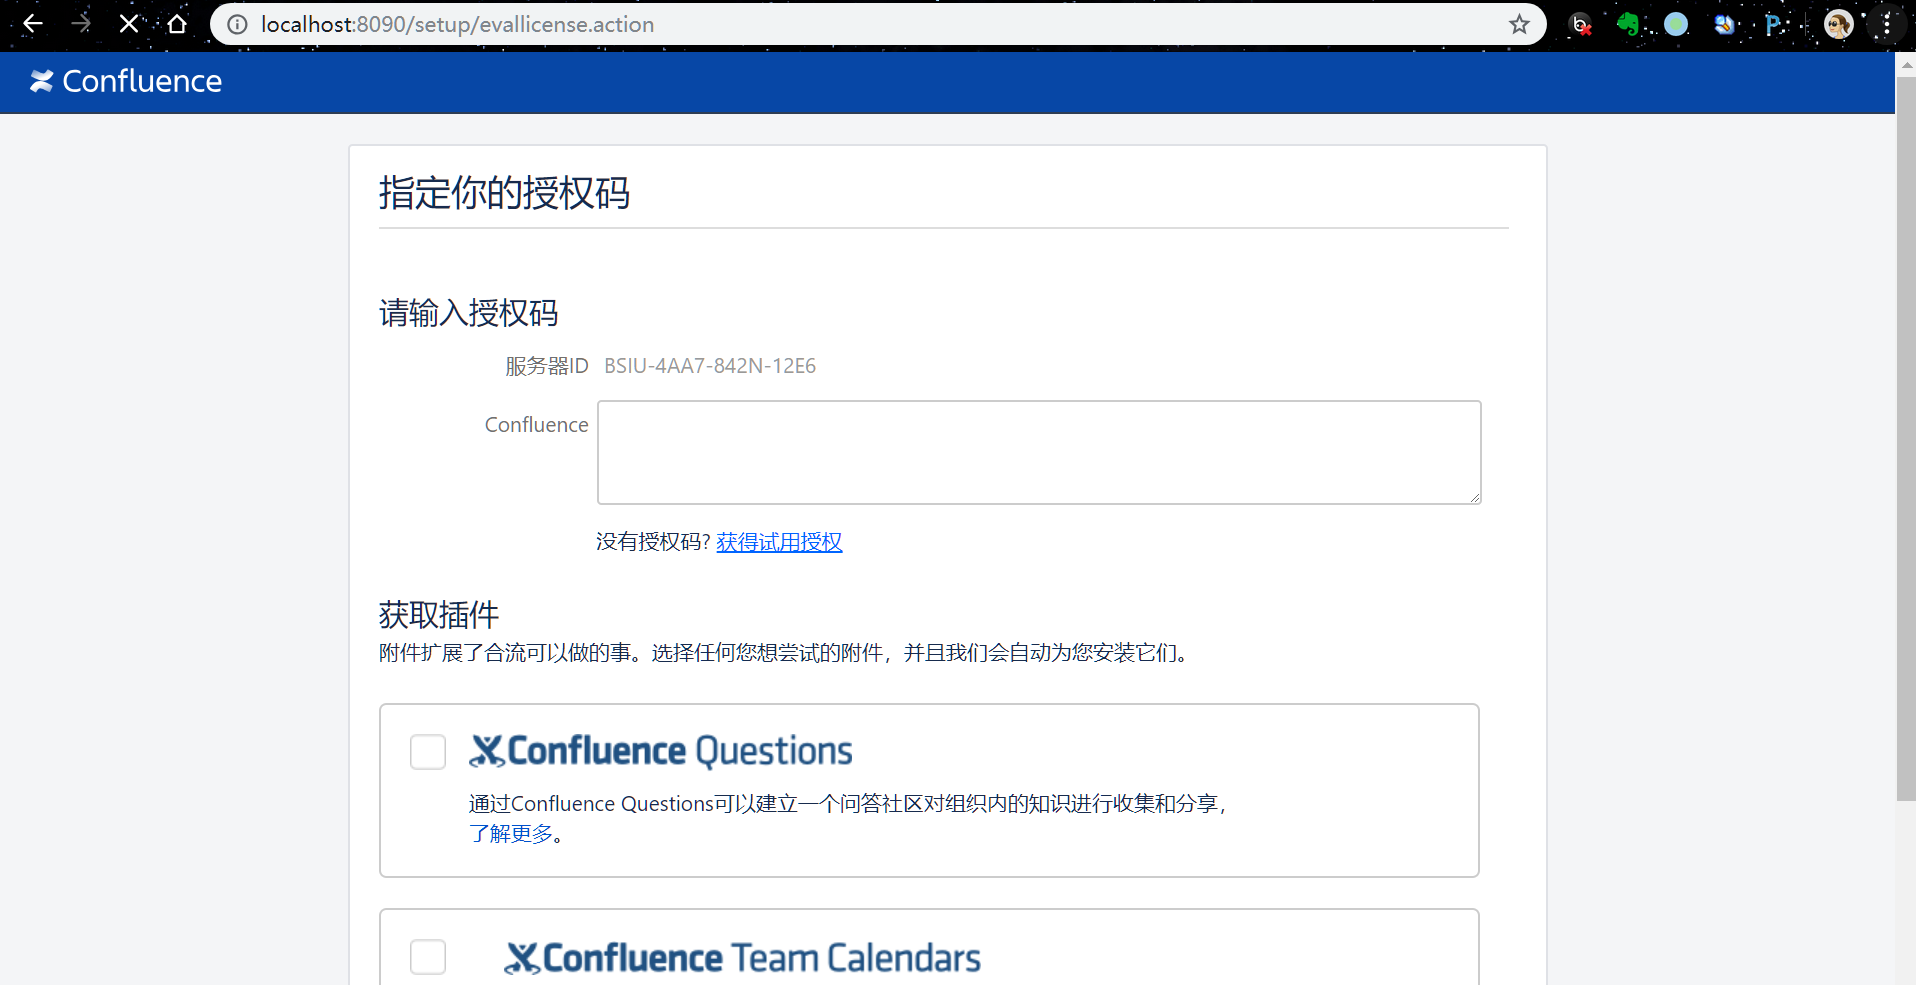 localhost:8090/setup/evallicense.action
Confluence
指定你的授权码
请输入授权码
服务器ID BSIU-4AA7-842N-12E6
Confluence
没有授权码? 获得试用授权
获取插件
附件扩展了合流可以做的事。选择任何您想尝试的附件，并且我们会自动为您安装它们。
Confluence Questions
通过Confluence Questions可以建立一个问答社区对组织内的知识进行收集和分享，
了解更多。
Confluence Team Calendars